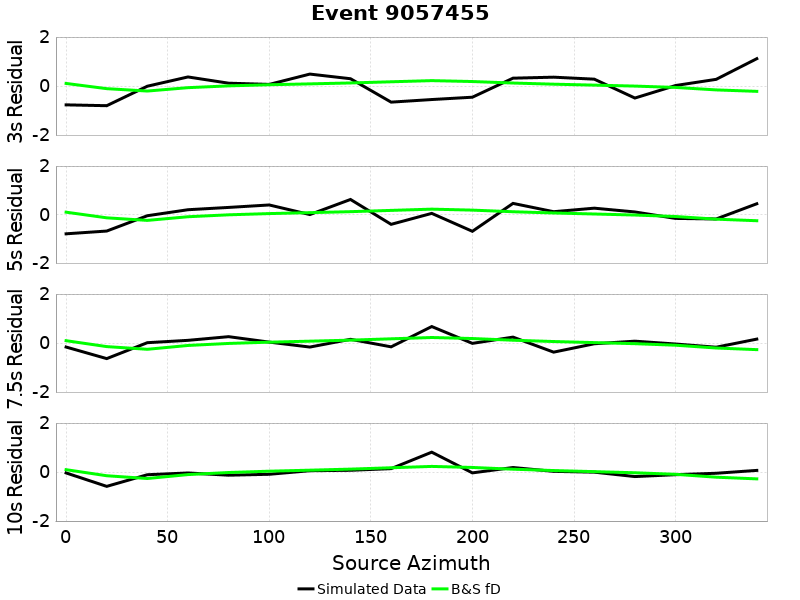 Event 9057455
3s Residual
2
0
-2
5s Residual
2
0
-2
7.5s Residual
2
0
-2
10s Residual
2
0
-2
0 50 100 150 200 250 300
Source Azimuth
Simulated Data B&S fD